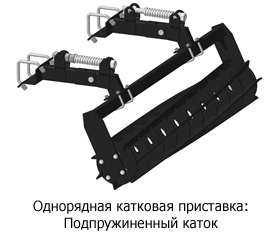 Однорядная катковая приставка:
Подпружиненный каток